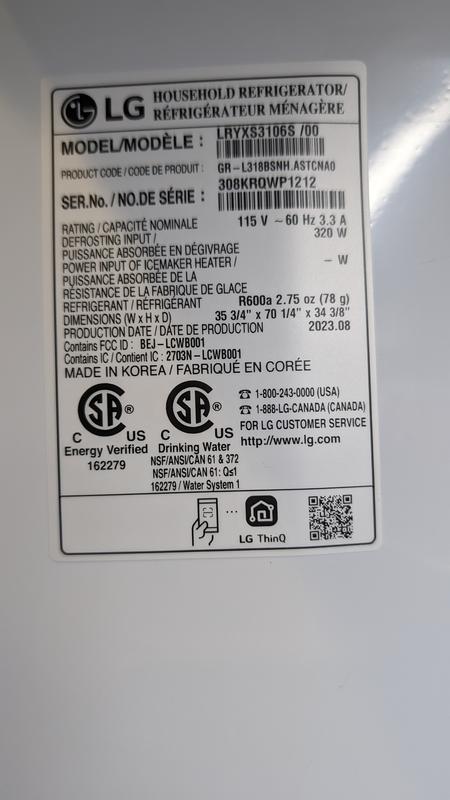 LG HOUSEHOLD REFRIGERATOR/
RÉFRIGÉRATEUR MÉNAGÈRE
MODEL/MODÈLE : LRYXS3106S /00
PRODUCT CODE / CODE DE PRODUIT : GR-L318BSNH.ASTCNA0
SER.No. / NO.DE SÉRIE : 308KRQWP1212
RATING / CAPACITÉ NOMINALE 115 V ~ 60 Hz 3.3 A
DEFROSTING INPUT / 320 W
PUISSANCE ABSORBÉE EN DÉGIVRAGE
POWER INPUT OF ICEMAKER HEATER / - W
PUISSANCE ABSORBÉE DE LA
RÉSISTANCE DE LA FABRIQUE DE GLACE
REFRIGERANT / RÉFRIGÉRANT R600a 2.75 oz (78 g)
DIMENSIONS (W x H x D) 35 3/4" x 70 1/4" x 34 3/8"
PRODUCTION DATE / DATE DE PRODUCTION 2023.08
Contains FCC ID : BEJ-LCWB001
Contains IC / Contient IC : 2703N-LCWB001
MADE IN KOREA / FABRIQUÉ EN CORÉE
SA ®
C US
Energy Verified
162279
SA ®
C US
Drinking Water
NSF/ANSI/CAN 61 & 372
NSF/ANSI/CAN 61: Q≤1
162279 / Water System 1
☎ 1-800-243-0000 (USA)
☎ 1-888-LG-CANADA (CANADA)
FOR LG CUSTOMER SERVICE
http://www.lg.com
LG ThinQ